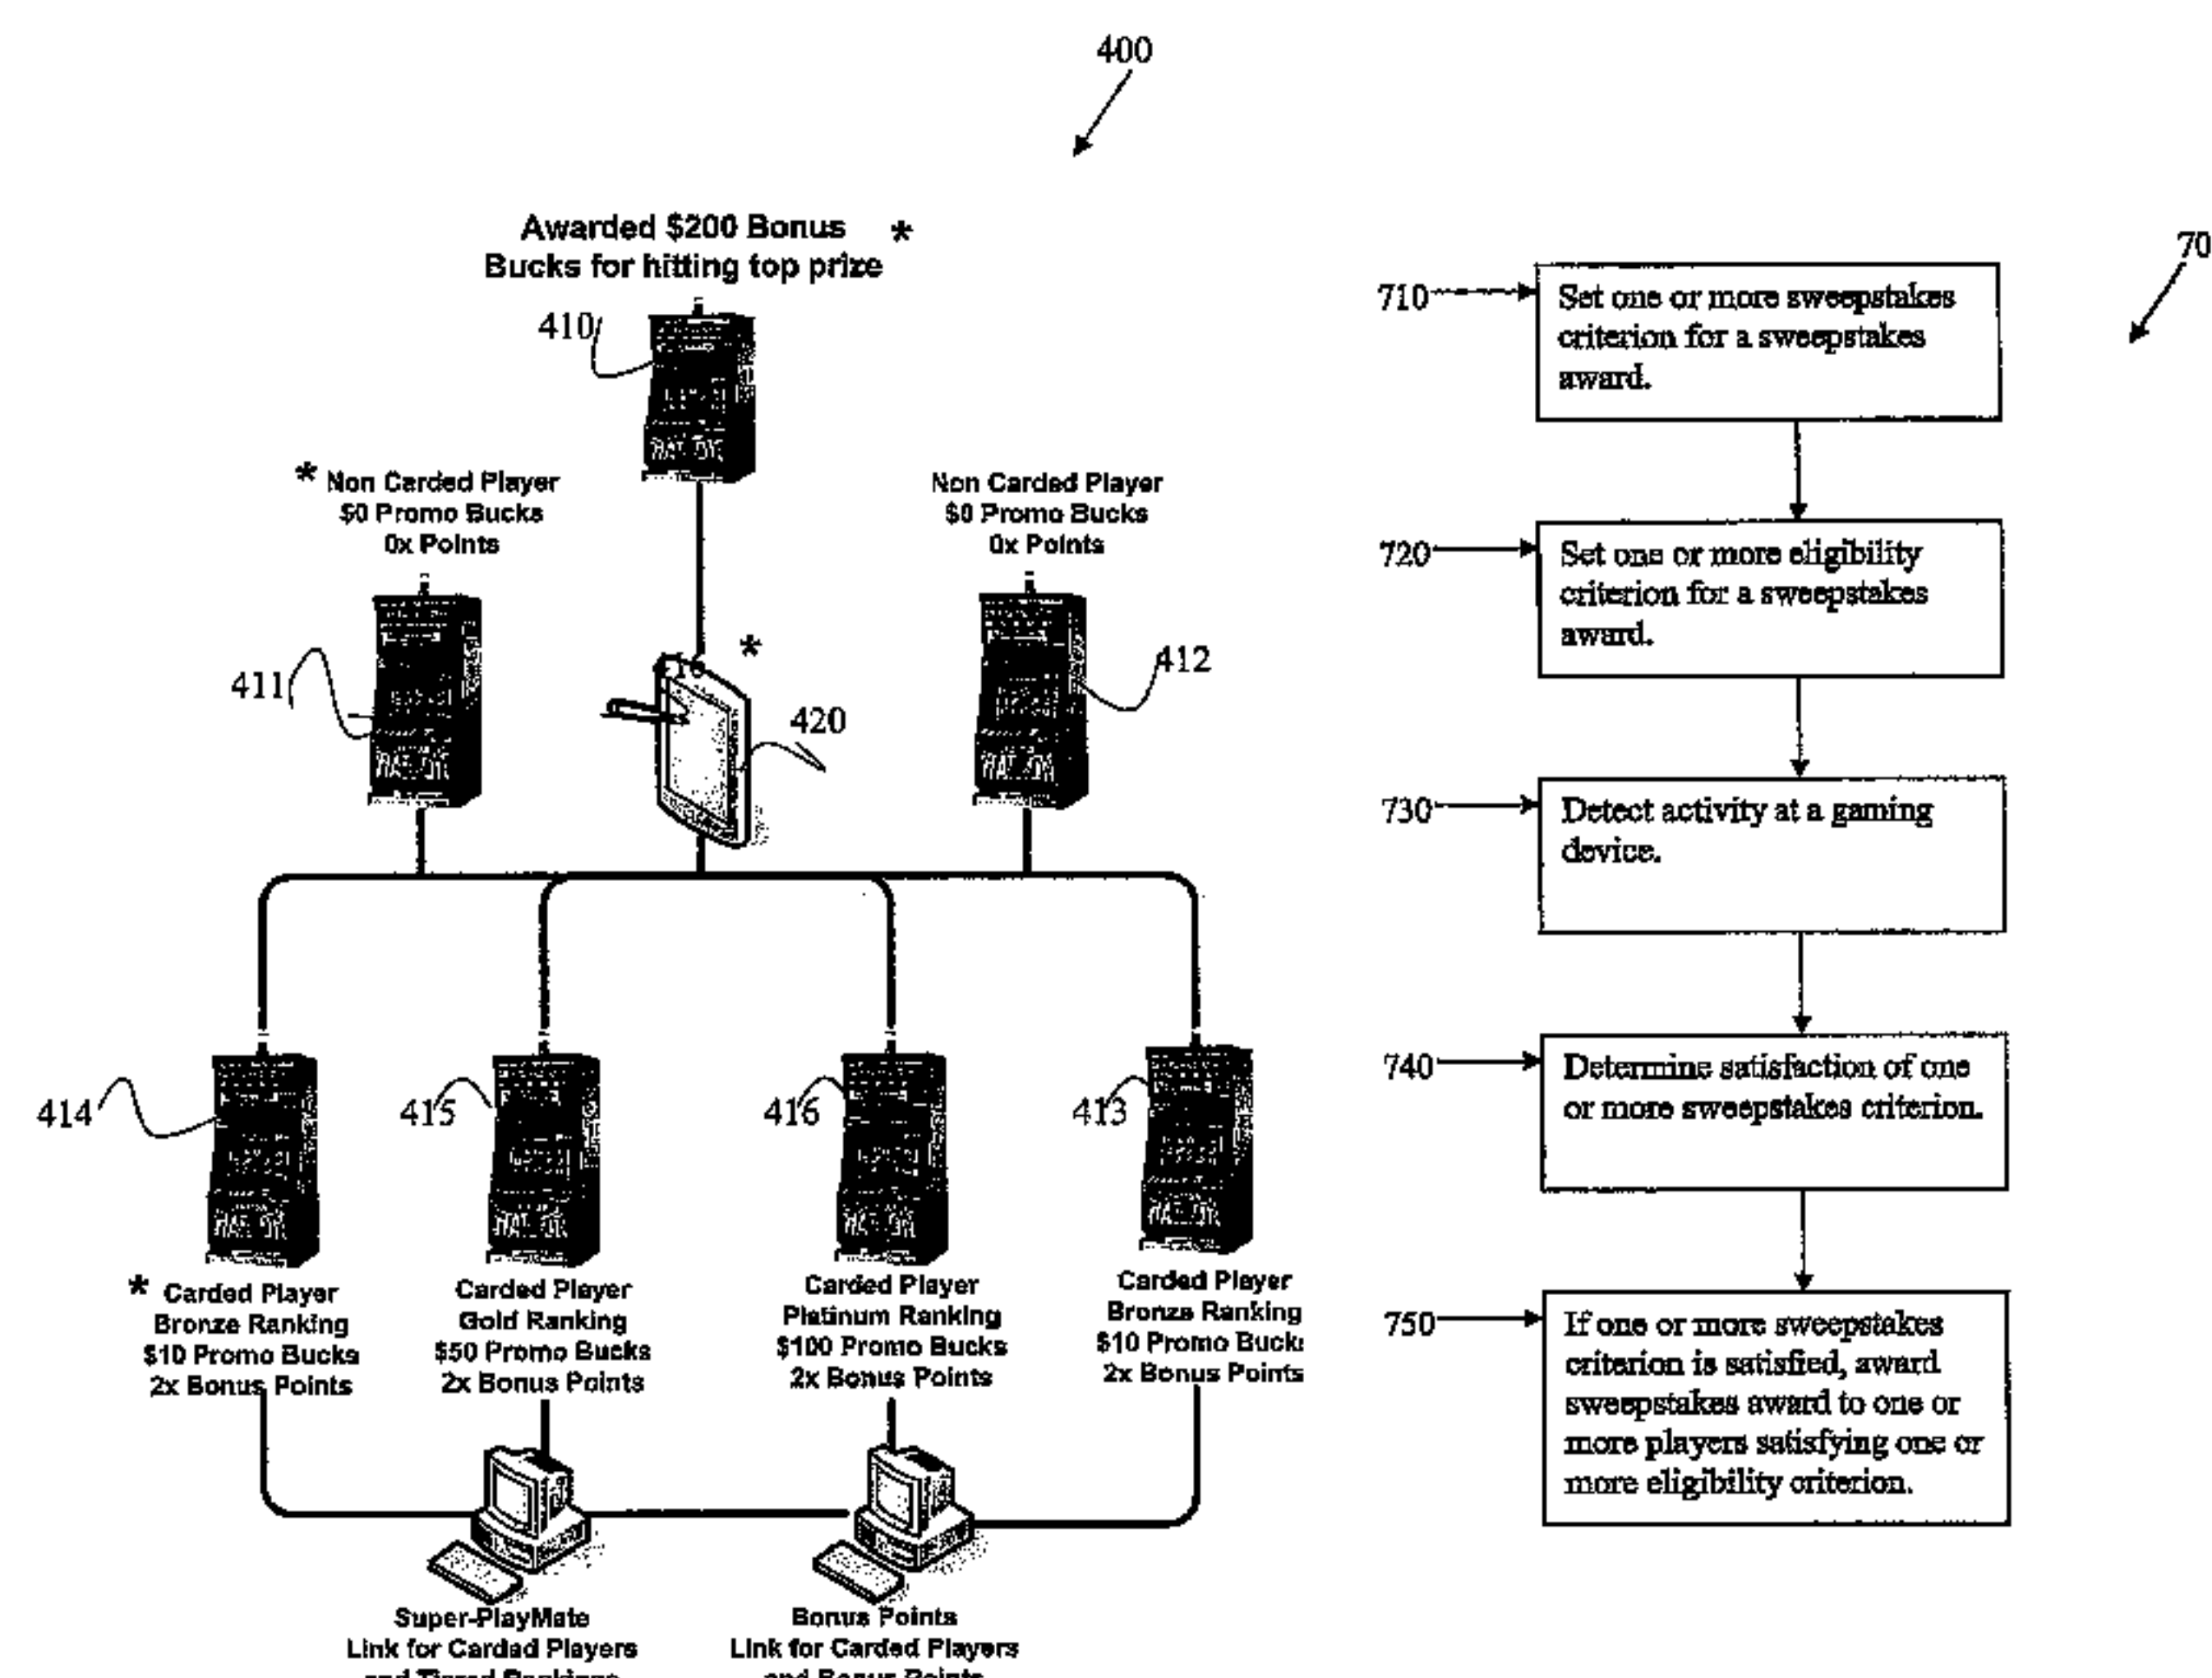 400
Awarded $200 Bonus *
Bucks for hitting top prize
410
* Non Carded Player
$0 Promo Bucks
0x Points
Non Carded Player
$0 Promo Bucks
0x Points
411
*
420
412
414
415
416
413
* Carded Player
Bronze Ranking
$10 Promo Bucks
2x Bonus Points
Carded Player
Gold Ranking
$50 Promo Bucks
2x Bonus Points
Carded Player
Platinum Ranking
$100 Promo Bucks
2x Bonus Points
Carded Player
Bronze Ranking
$10 Promo Buck
2x Bonus Points
Super-PlayMate
Link for Carded Players
and Tiered Rankings
Bonus Points
Link for Carded Players
and Bonus Points
70
710
Set one or more sweepstakes
criterion for a sweepstakes
award.
720
Set one or more eligibility
criterion for a sweepstakes
award.
730
Detect activity at a gaming
device.
740
Determine satisfaction of one
or more sweepstakes criterion.
750
If one or more sweepstakes
criterion is satisfied, award
sweepstakes award to one or
more players satisfying one or
more eligibility criterion.